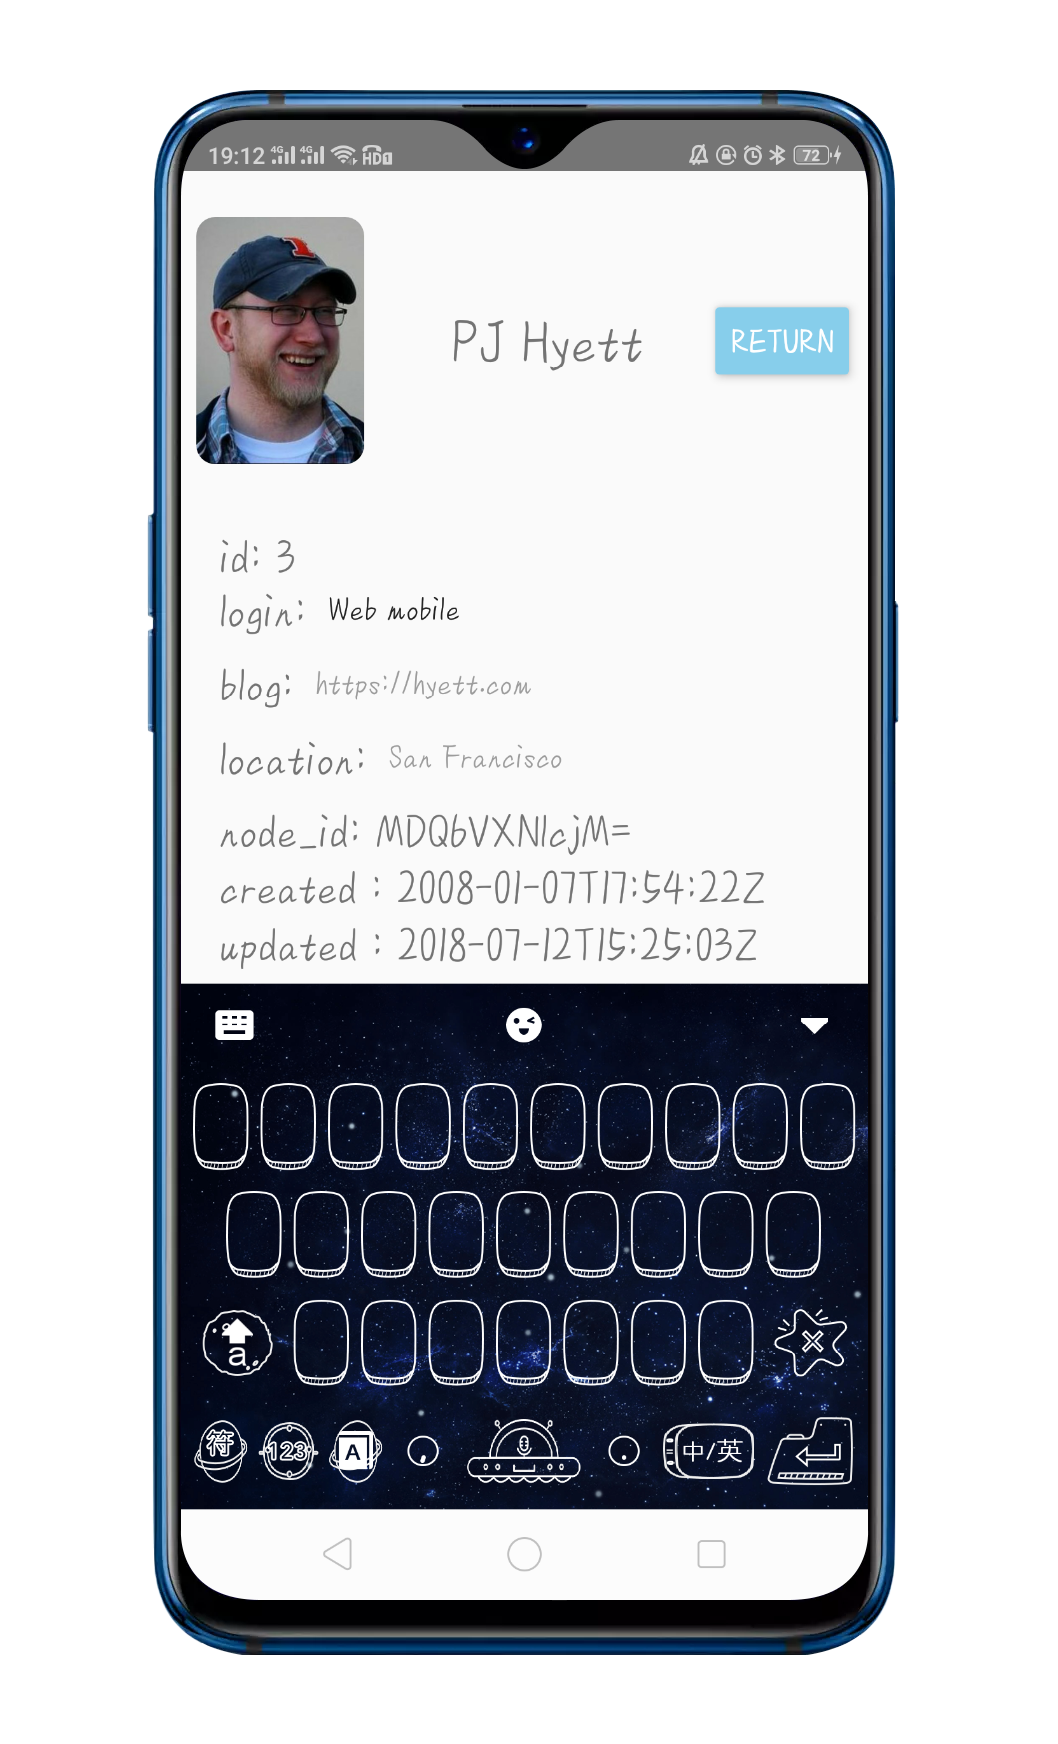 19:12 4G 4G HD1 72
PJ Hyett
RETURN
id: 3
login: Web mobile
blog: https://hyett.com
location: San Francisco
node_id: MDQ6VXNlcjM=
created : 2008-01-07T17:54:22Z
updated : 2018-07-12T15:25:03Z
a
符 123 A 中/英